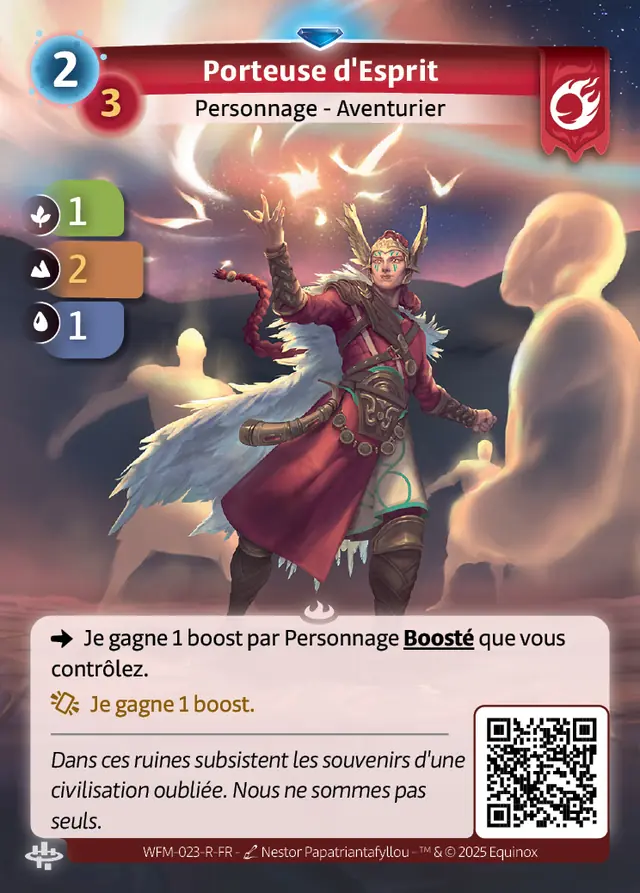 2
Porteuse d'Esprit
3
Personnage - Aventurier
1
2
1
Je gagne 1 boost par Personnage Boosté que vous
contrôlez.
Je gagne 1 boost.
Dans ces ruines subsistent les souvenirs d'une
civilisation oubliée. Nous ne sommes pas
seuls.
WFM-023-R-FR - Nestor Papatriantafyllou - ™ & © 2025 Equinox